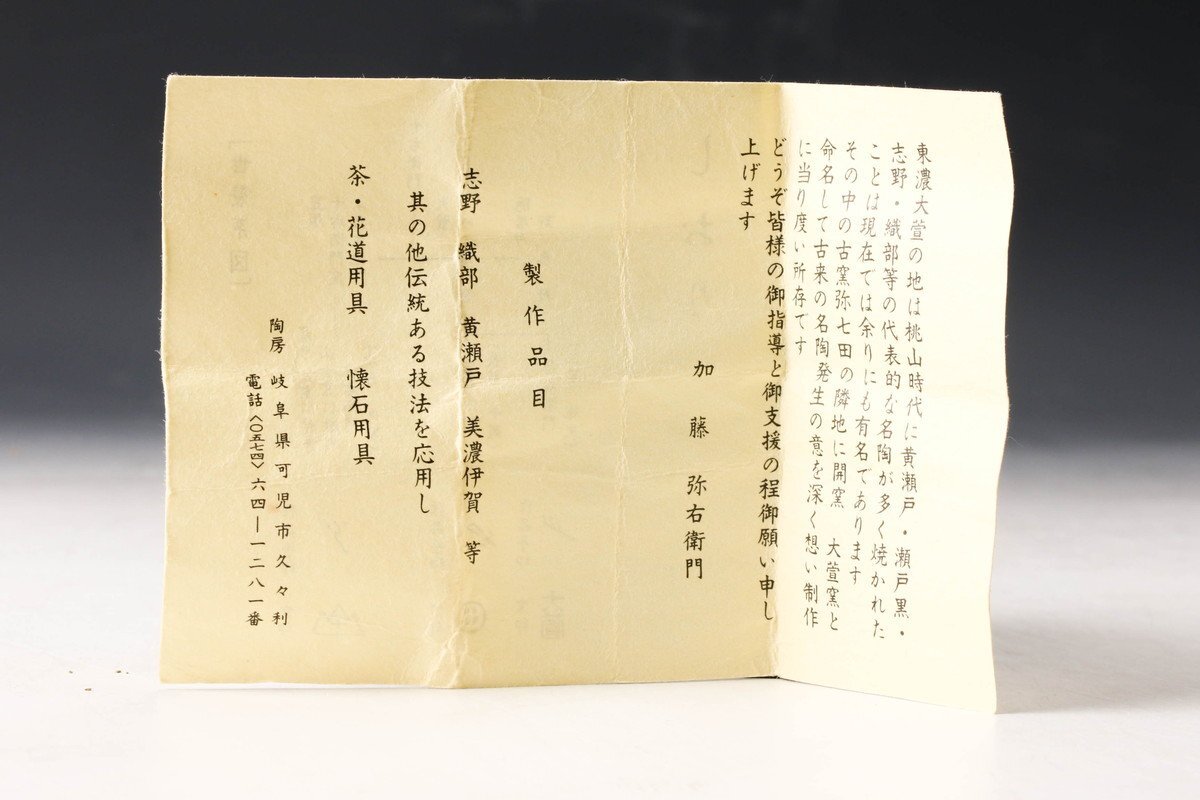 東濃大萱の地は桃山時代に黄瀬戸・瀬戸黒・
志野・織部等の代表的な名陶が多く焼かれた
ことは現在では余りにも有名であります
その中の古窯弥七田の隣地に開窯 大萱窯と
命名して古来の名陶発生の意を深く想い制作
に当り度い所存です
どうぞ皆様の御指導と御支援の程御願い申し
上げます
加藤弥右衛門
製作品目
志野 織部 黄瀬戸 美濃伊賀 等
其の他伝統ある技法を応用し
茶・花道用具 懐石用具
陶房 岐阜県可児市久々利
電話〈〇五七四〉六四―一二八一番